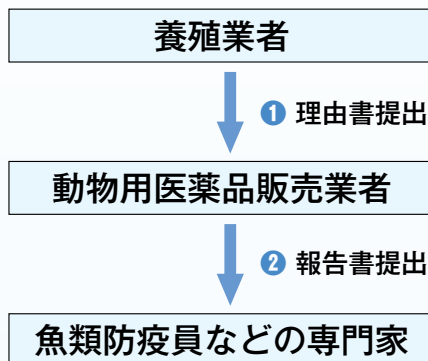 養殖業者
❶ 理由書提出
動物用医薬品販売業者
❷ 報告書提出
魚類防疫員などの専門家